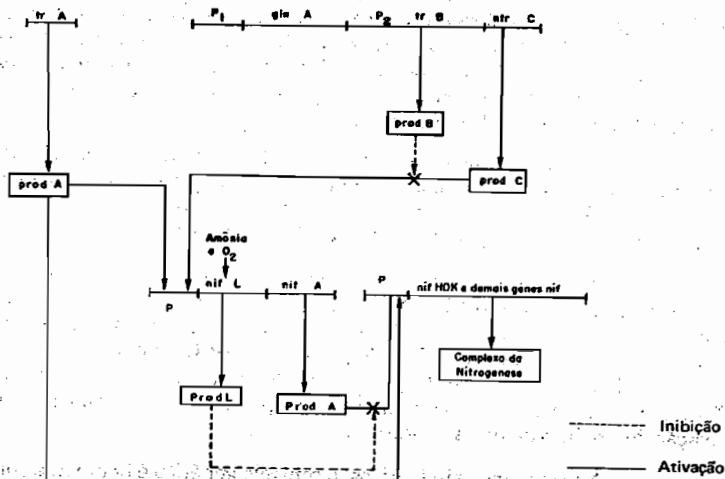 tr A P1 gln A P2 tr B ntr C
prod B
prod A
prod C
Amônia
e O2
nif L nif A P nif HDK e demais genes nif
P
Complexo da
Nitrogenase
Prod L
Prod A
Inibição
Ativação